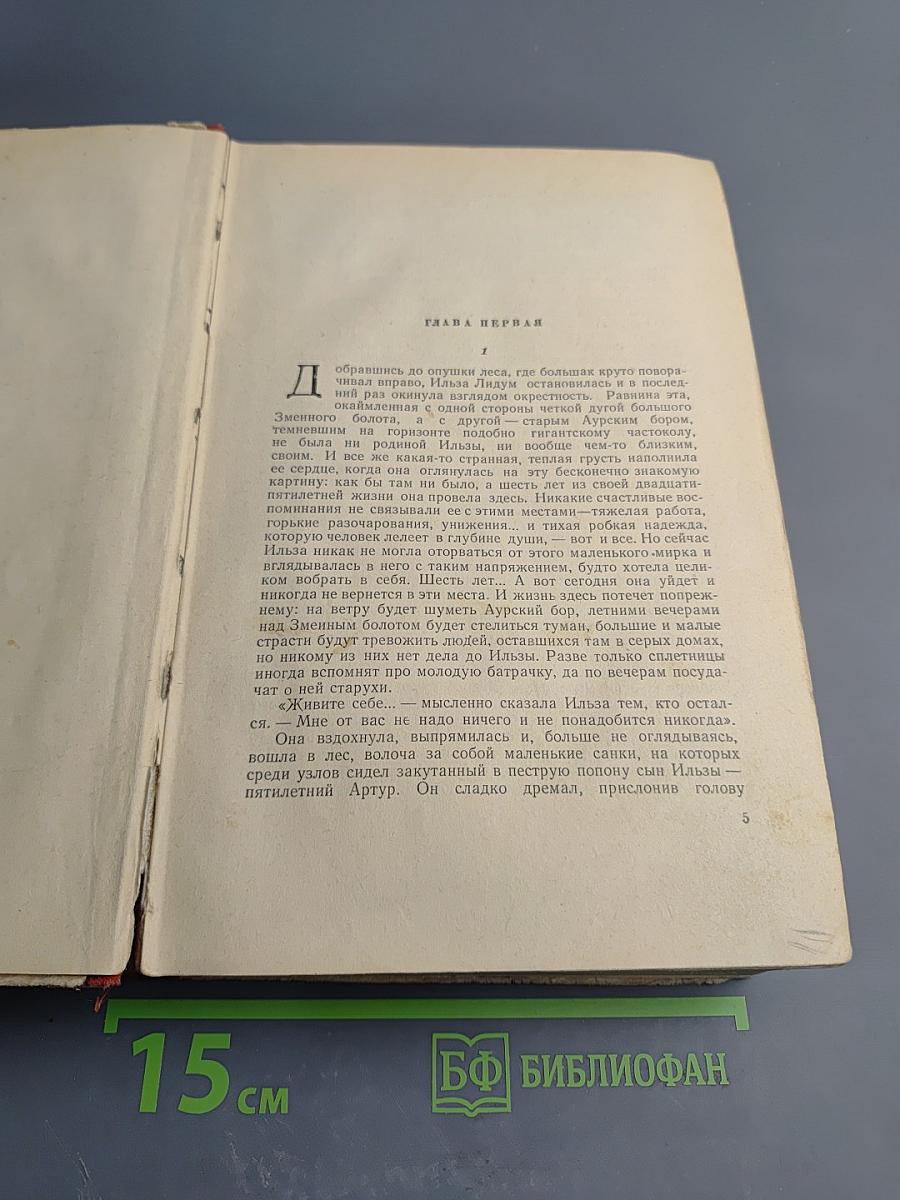 ГЛАВА ПЕРВАЯ
1
Добравшись до опушки леса, где большак круто повора-
чивал вправо, Ильза Лидум остановилась и в послед-
ний раз окинула взглядом окрестность. Равнина эта,
окаймленная с одной стороны четкой дугой большого
Змеиного болота, а с другой — старым Аурским бором,
темневшим на горизонте подобно гигантскому частоколу,
не была ни родиной Ильзы, ни вообще чем-то близким,
своим. И все же какая-то странная, теплая грусть наполнила
ее сердце, когда она оглянулась на эту бесконечно знакомую
картину: как бы там ни было, а шесть лет из своей двадцати-
пятилетней жизни она провела здесь. Никакие счастливые вос-
поминания не связывали ее с этими местами—тяжелая работа,
горькие разочарования, унижения... и тихая робкая надежда,
которую человек лелеет в глубине души, — вот и все. Но сейчас
Ильза никак не могла оторваться от этого маленького мирка и
вглядывалась в него с таким напряжением, будто хотела цели-
ком вобрать в себя. Шесть лет... А вот сегодня она уйдет и
никогда не вернется в эти места. И жизнь здесь потечет попреж-
нему: на ветру будет шуметь Аурский бор, летними вечерами
над Змеиным болотом будет стелиться туман, большие и малые
страсти будут тревожить людей, оставшихся там в серых домах,
но никому из них нет дела до Ильзы. Разве только сплетницы
иногда вспомнят про молодую батрачку, да по вечерам посуда-
чат о ней старухи.
«Живите себе... — мысленно сказала Ильза тем, кто остал-
ся. — Мне от вас не надо ничего и не понадобится никогда».
Она вздохнула, выпрямилась и, больше не оглядываясь,
вошла в лес, волоча за собой маленькие санки, на которых
среди узлов сидел закутанный в пеструю попону сын Ильзы —
пятилетний Артур. Он сладко дремал, прислонив голову
5
15 см
БФ БИБЛИОФАН